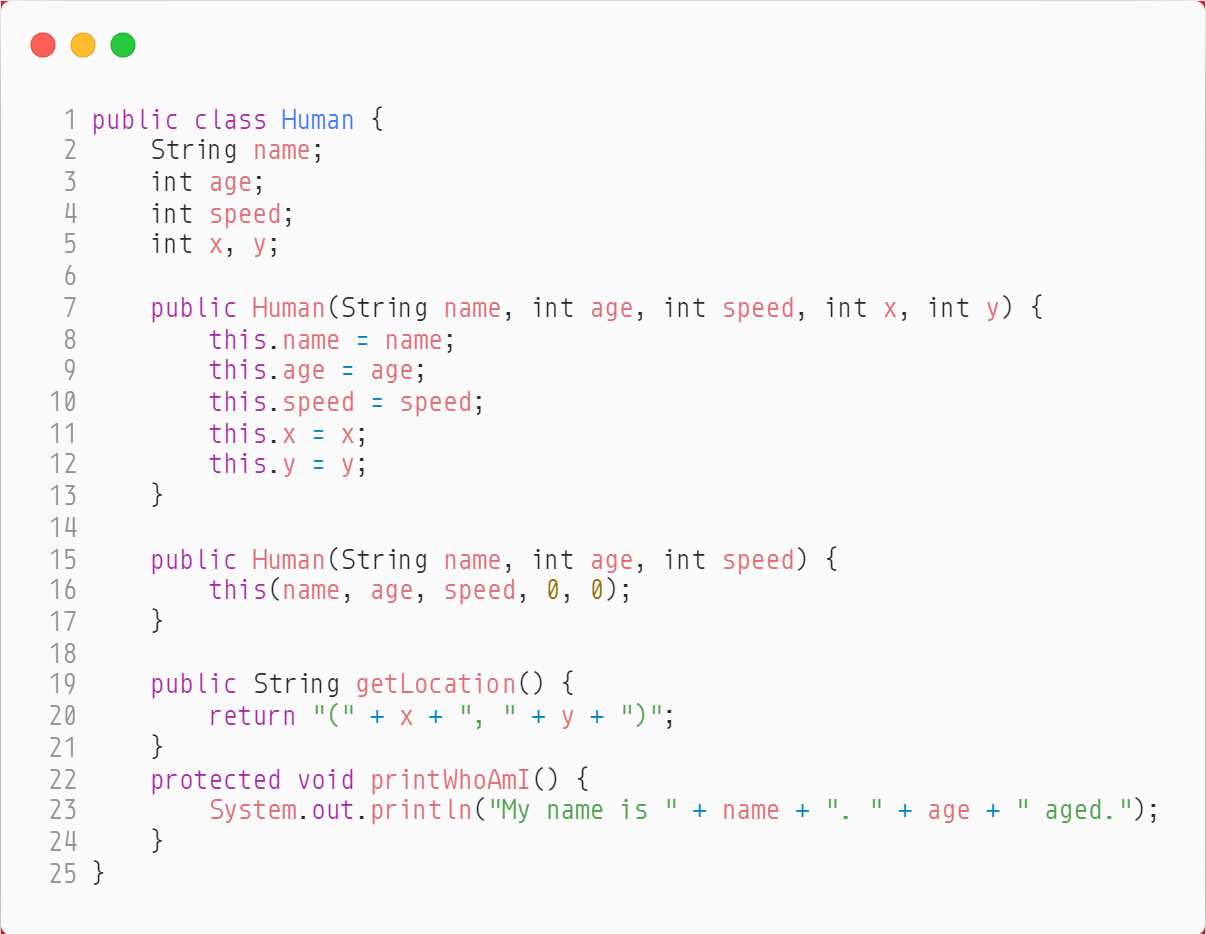 1 public class Human {
2     String name;
3     int age;
4     int speed;
5     int x, y;
6
7     public Human(String name, int age, int speed, int x, int y) {
8         this.name = name;
9         this.age = age;
10         this.speed = speed;
11         this.x = x;
12         this.y = y;
13     }
14
15     public Human(String name, int age, int speed) {
16         this(name, age, speed, 0, 0);
17     }
18
19     public String getLocation() {
20         return "(" + x + ", " + y + ")";
21     }
22     protected void printWhoAmI() {
23         System.out.println("My name is " + name + ". " + age + " aged.");
24     }
25 }